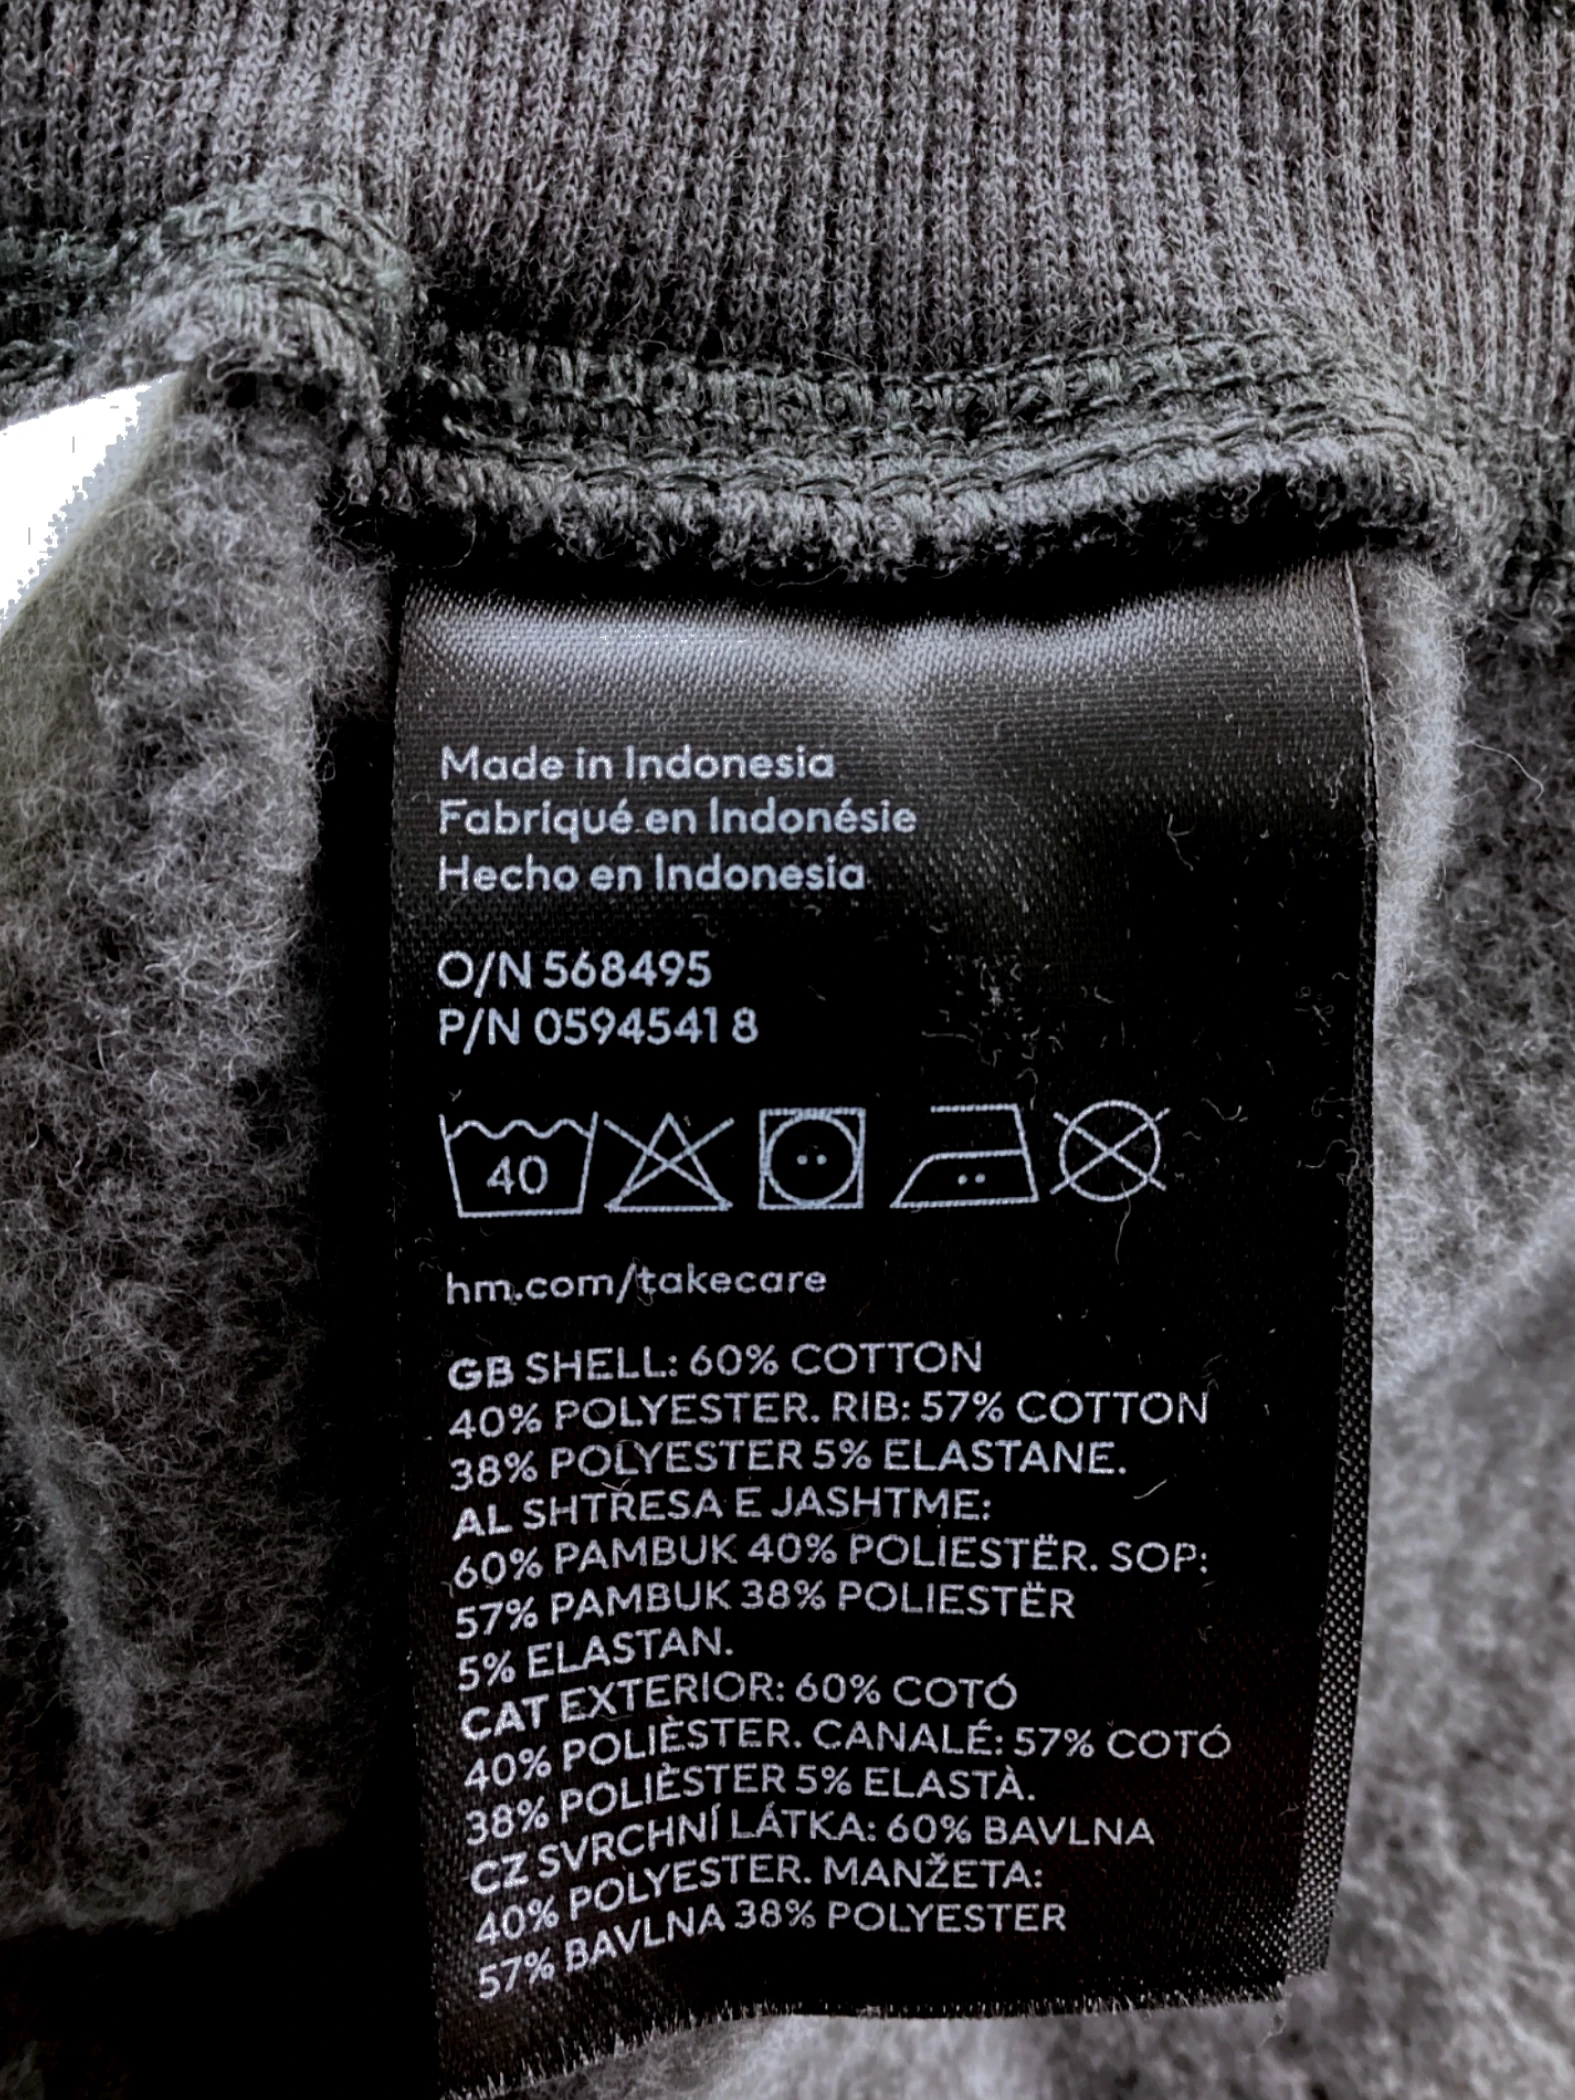 Made in Indonesia
Fabriqué en Indonésie
Hecho en Indonesia
O/N 568495
P/N 0594541 8
40
hm.com/takecare
GB SHELL: 60% COTTON
40% POLYESTER. RIB: 57% COTTON
38% POLYESTER 5% ELASTANE.
AL SHTRESA E JASHTME:
60% PAMBUK 40% POLIESTËR. SOP:
57% PAMBUK 38% POLIESTËR
5% ELASTAN.
CAT EXTERIOR: 60% COTÓ
40% POLIÈSTER. CANALÉ: 57% COTÓ
38% POLIÈSTER 5% ELASTÀ.
CZ SVRCHNÍ LÁTKA: 60% BAVLNA
40% POLYESTER. MANŽETA:
57% BAVLNA 38% POLYESTER